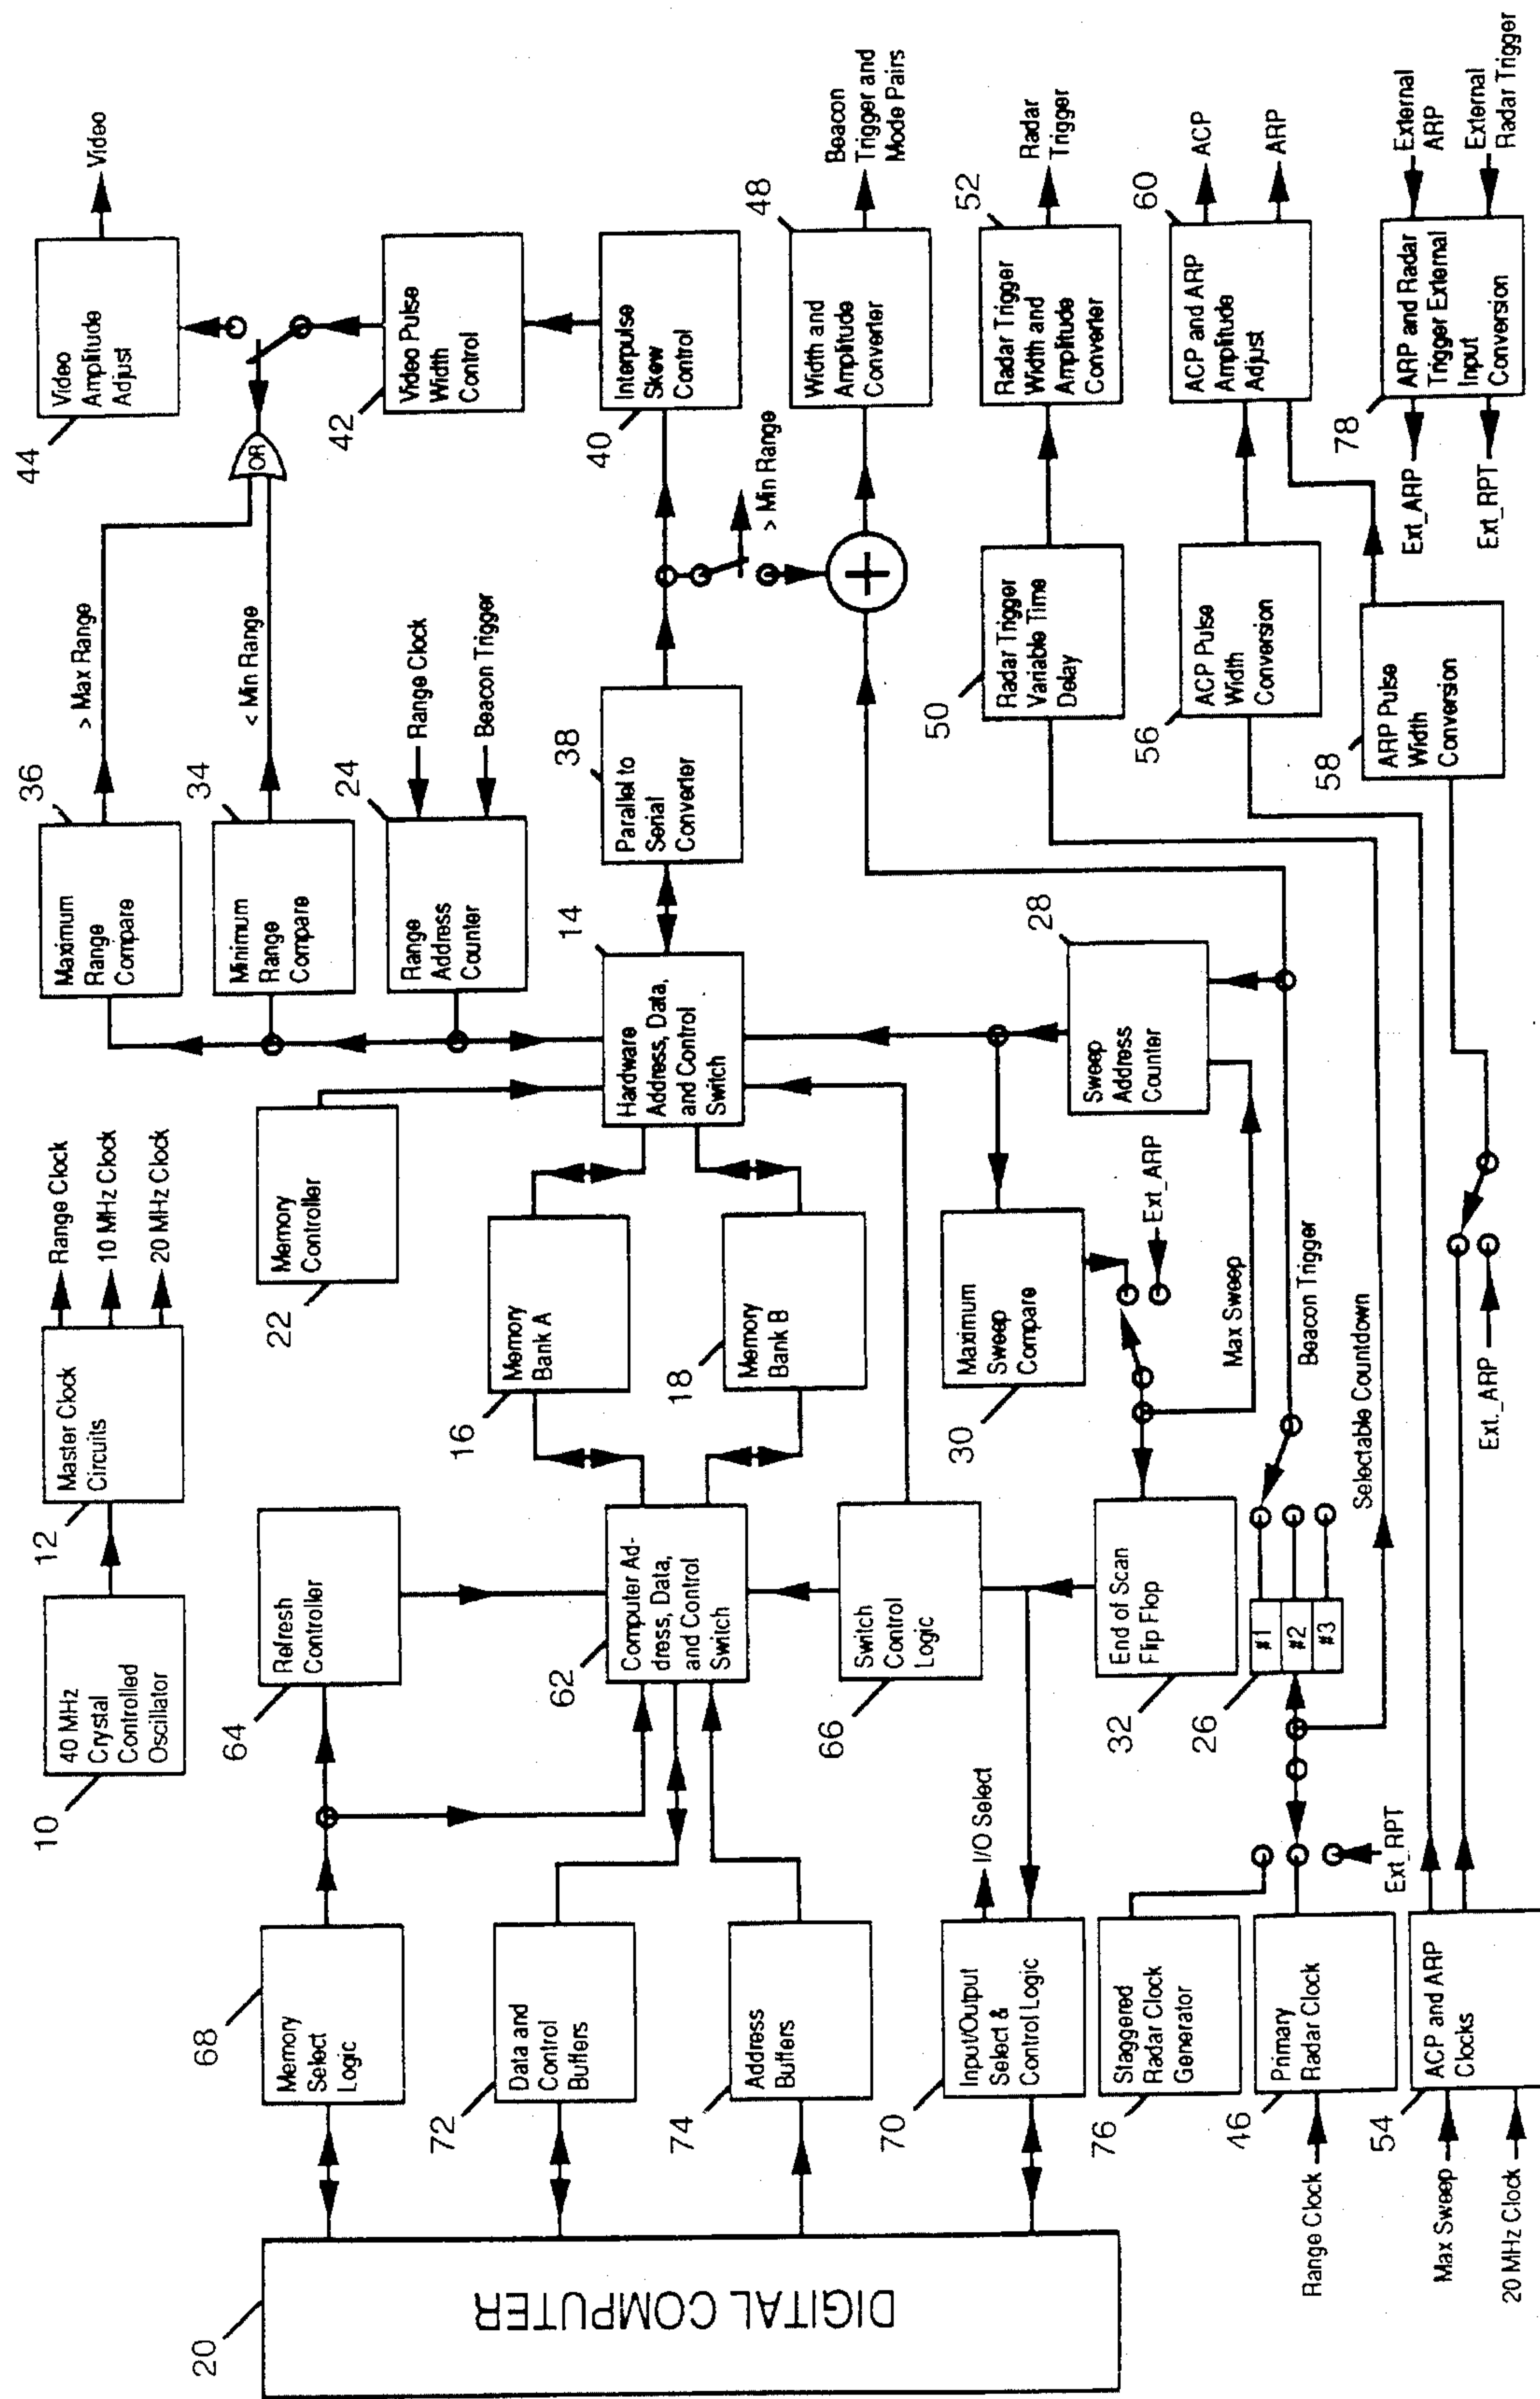 10
40 MHz
Crystal
Controlled
Oscillator
12
Master Clock
Circuits
Range Clock
10 MHz Clock
20 MHz Clock
36
Maximum
Range
Compare
> Max Range
44
Video
Amplitude
Adjust
Video
OR
34
Minimum
Range
Compare
< Min Range
42
Video Pulse
Width
Control
24
Range
Address
Counter
Range Clock
Beacon Trigger
22
Memory
Controller
64
Refresh
Controller
68
Memory
Select
Logic
20
DIGITAL COMPUTER
72
Data and
Control
Buffers
74
Address
Buffers
62
Computer Ad-
dress, Data,
and Control
Switch
16
Memory
Bank A
18
Memory
Bank B
14
Hardware
Address, Data,
and Control
Switch
38
Parallel to
Serial
Converter
40
Interpulse
Skew
Control
> Min Range
48
Width and
Amplitude
Converter
Beacon
Trigger and
Mode Pairs
66
Switch
Control
Logic
70
Input/Output
Select &
Control Logic
I/O Select
30
Maximum
Sweep
Compare
Ext_ARP
28
Sweep
Address
Counter
Max Sweep
32
End of Scan
Flip Flop
50
Radar Trigger
Variable Time
Delay
52
Radar Trigger
Width and
Amplitude
Converter
Radar
Trigger
76
Staggered
Radar Clock
Generator
26
#1
#2
#3
Beacon Trigger
Selectable Countdown
46
Primary
Radar Clock
Range Clock
Ext_RPT
56
ACP Pulse
Width
Conversion
60
ACP and ARP
Amplitude
Adjust
ACP
ARP
54
ACP and ARP
Clocks
Max Sweep
20 MHz Clock
Ext._ARP
58
ARP Pulse
Width
Conversion
78
ARP and Radar
Trigger External
Input
Conversion
Ext_ARP
Ext_RPT
External
ARP
External
Radar Trigger